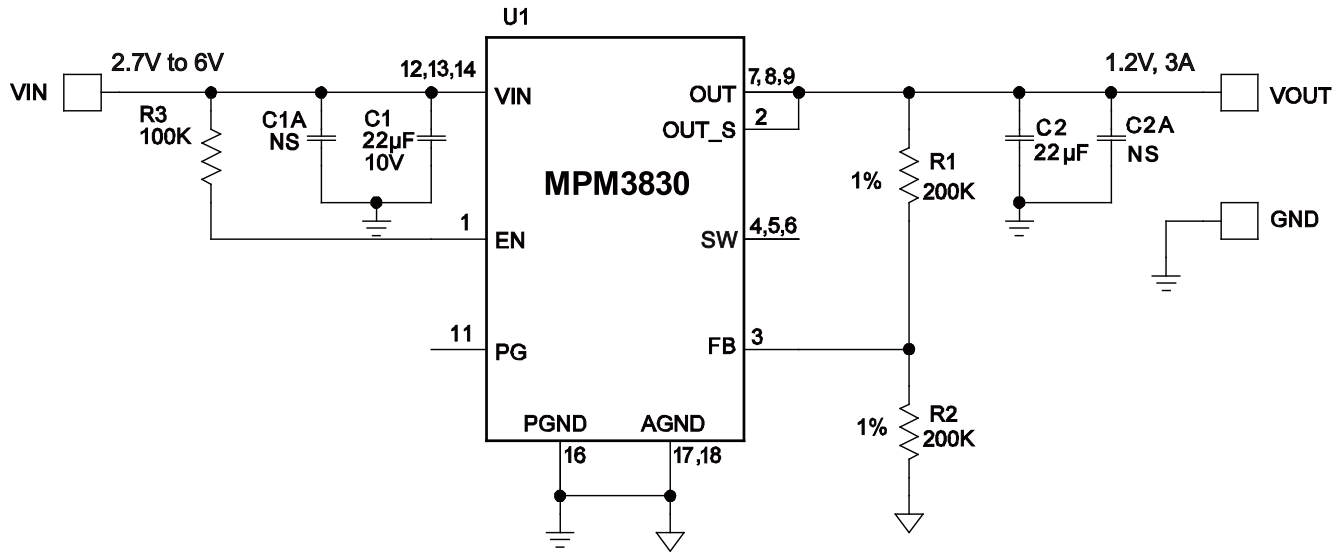 U1
2.7V to 6V
VIN
R3
100K
C1A
NS
C1
22µF
10V
12,13,14
VIN
1
EN
11
PG
MPM3830
PGND
16
AGND
17,18
7,8,9
OUT
2
OUT_S
4,5,6
SW
3
FB
1%
R1
200K
1%
R2
200K
C2
22µF
C2A
NS
1.2V, 3A
VOUT
GND